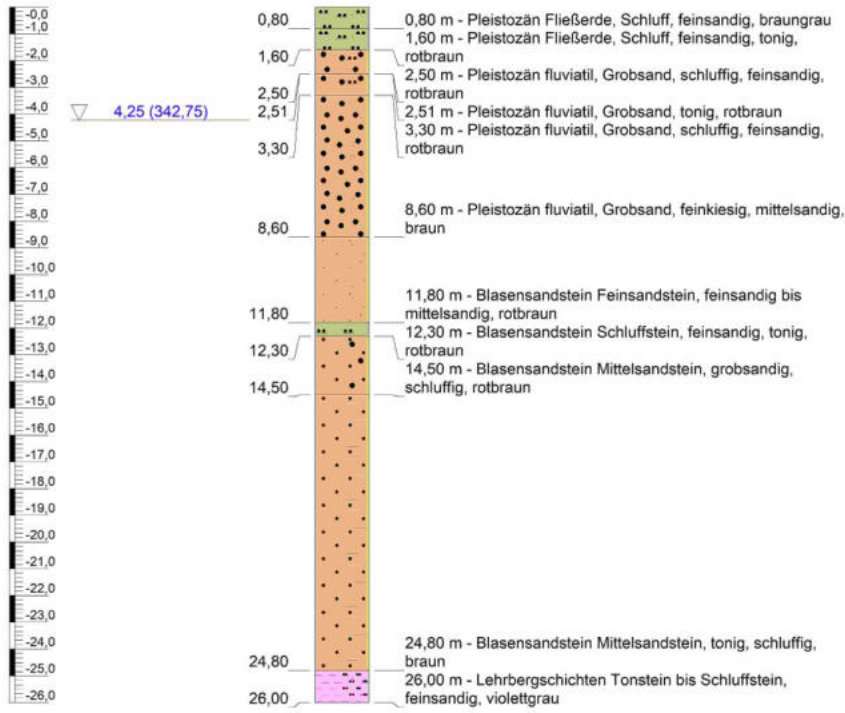 -0,0
-1,0
-2,0
-3,0
-4,0
-5,0
-6,0
-7,0
-8,0
-9,0
-10,0
-11,0
-12,0
-13,0
-14,0
-15,0
-16,0
-17,0
-18,0
-19,0
-20,0
-21,0
-22,0
-23,0
-24,0
-25,0
-26,0
4,25 (342,75)
0,80
1,60
2,50
2,51
3,30
8,60
11,80
12,30
14,50
24,80
26,00
0,80 m - Pleistozän Fließerde, Schluff, feinsandig, braungrau
1,60 m - Pleistozän Fließerde, Schluff, feinsandig, tonig,
rotbraun
2,50 m - Pleistozän fluviatil, Grobsand, schluffig, feinsandig,
rotbraun
2,51 m - Pleistozän fluviatil, Grobsand, tonig, rotbraun
3,30 m - Pleistozän fluviatil, Grobsand, schluffig, feinsandig,
rotbraun
8,60 m - Pleistozän fluviatil, Grobsand, feinkiesig, mittelsandig,
braun
11,80 m - Blasensandstein Feinsandstein, feinsandig bis
mittelsandig, rotbraun
12,30 m - Blasensandstein Schluffstein, feinsandig, tonig,
rotbraun
14,50 m - Blasensandstein Mittelsandstein, grobsandig,
schluffig, rotbraun
24,80 m - Blasensandstein Mittelsandstein, tonig, schluffig,
braun
26,00 m - Lehrbergschichten Tonstein bis Schluffstein,
feinsandig, violettgrau